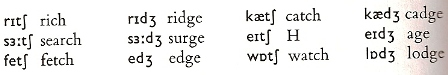 rɪtʃ rich rɪdʒ ridge kætʃ catch kædʒ cadge
sɜːtʃ search sɜːdʒ surge eɪtʃ H eɪdʒ age
fetʃ fetch edʒ edge wɒtʃ watch lɒdʒ lodge